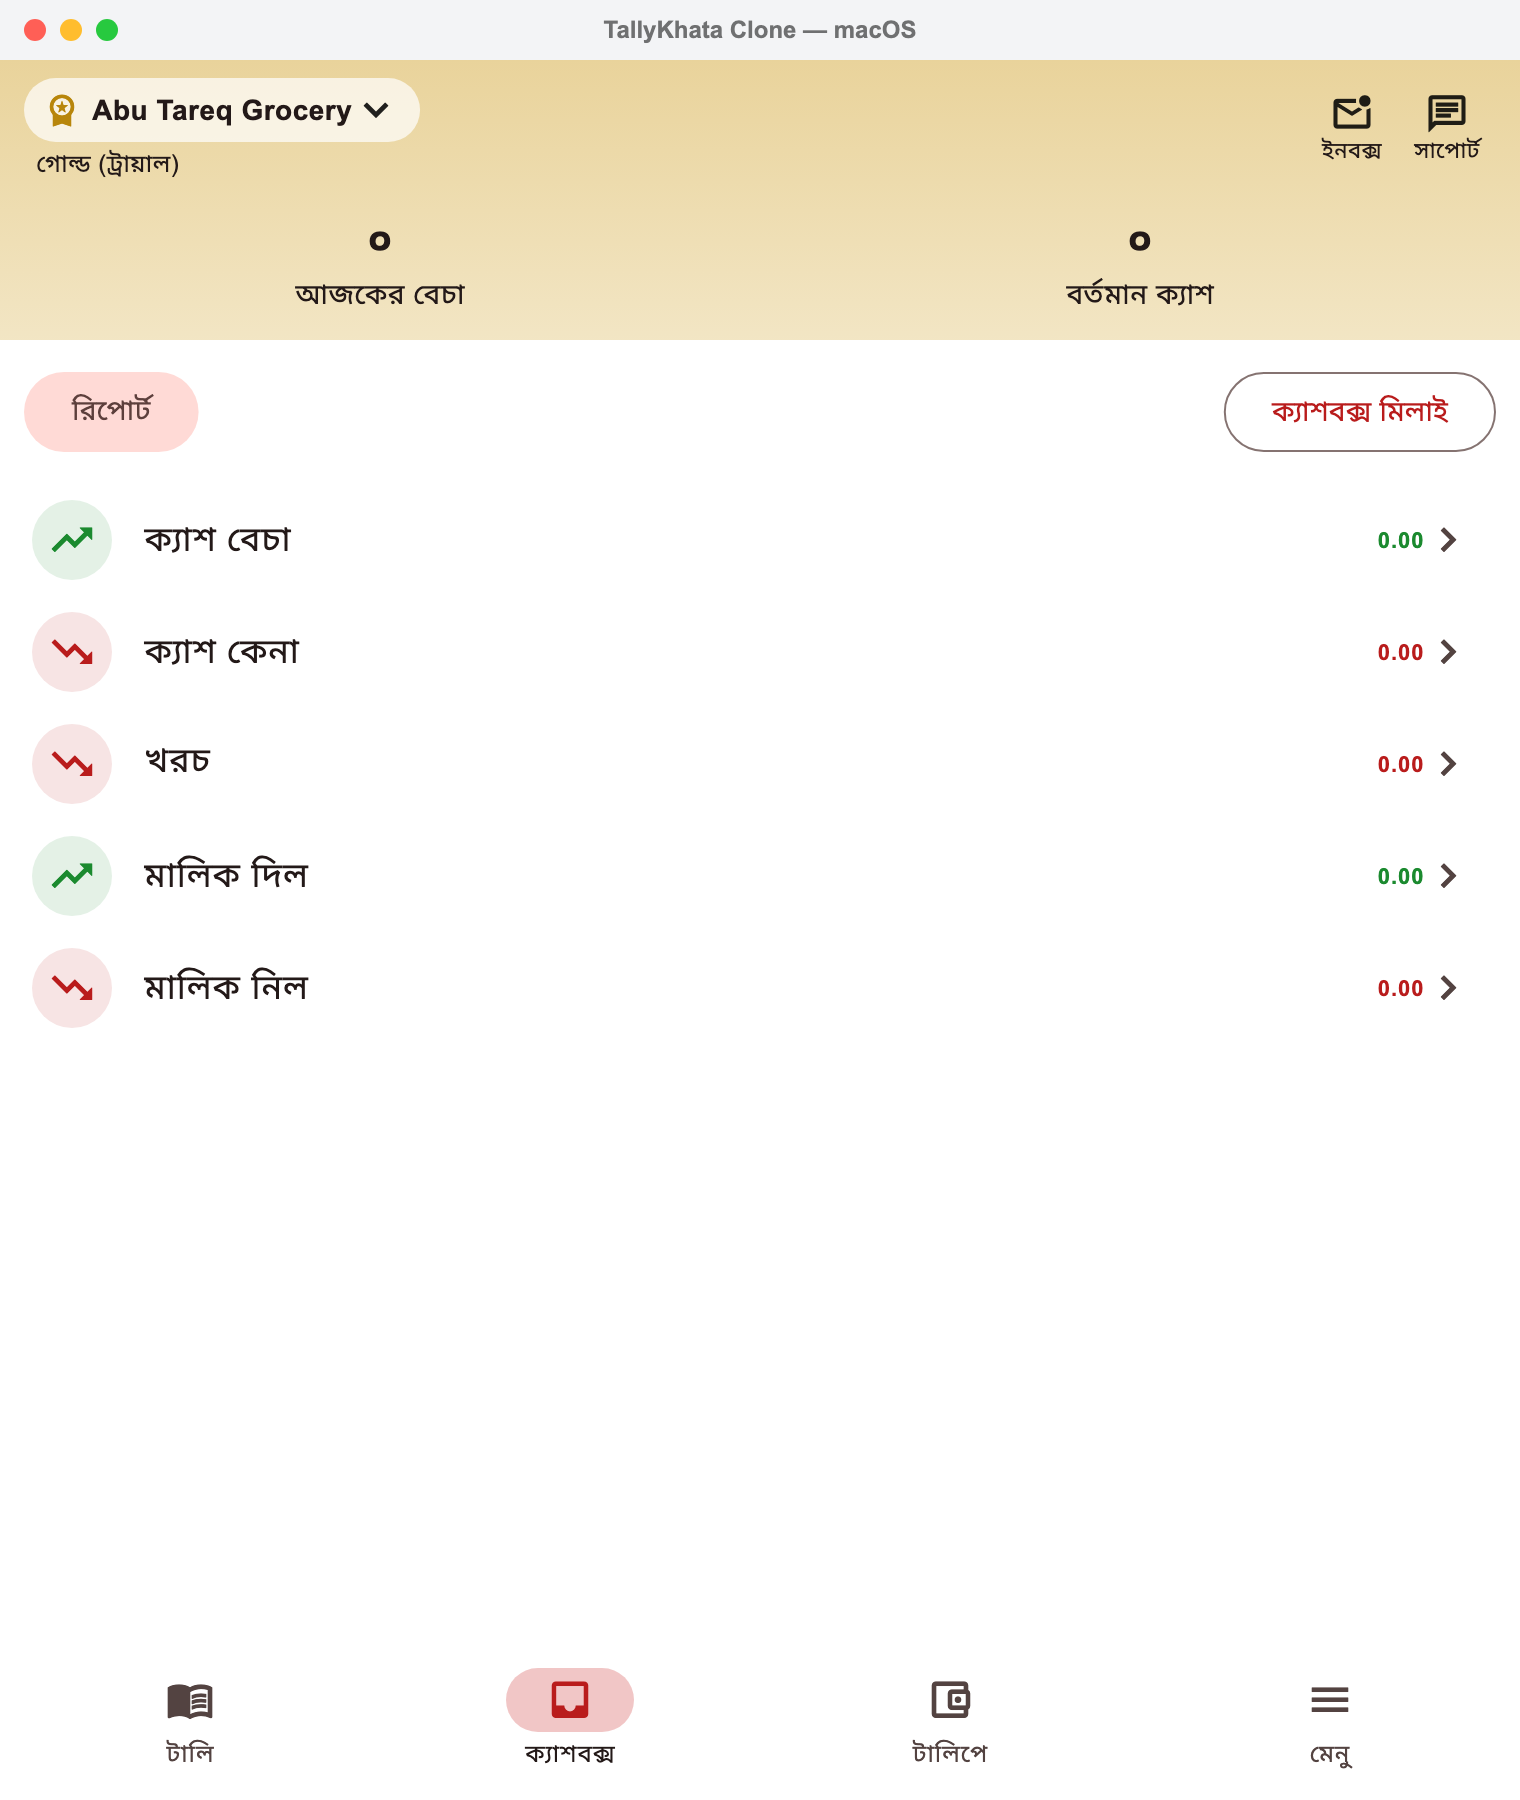 TallyKhata Clone — macOS
Abu Tareq Grocery
গোল্ড (ট্রায়াল)
ইনবক্স
সাপোর্ট
০
আজকের বেচা
০
বর্তমান ক্যাশ
রিপোর্ট
ক্যাশবক্স মিলাই
ক্যাশ বেচা 0.00
ক্যাশ কেনা 0.00
খরচ 0.00
মালিক দিল 0.00
মালিক নিল 0.00
টালি
ক্যাশবক্স
টালিপে
মেনু